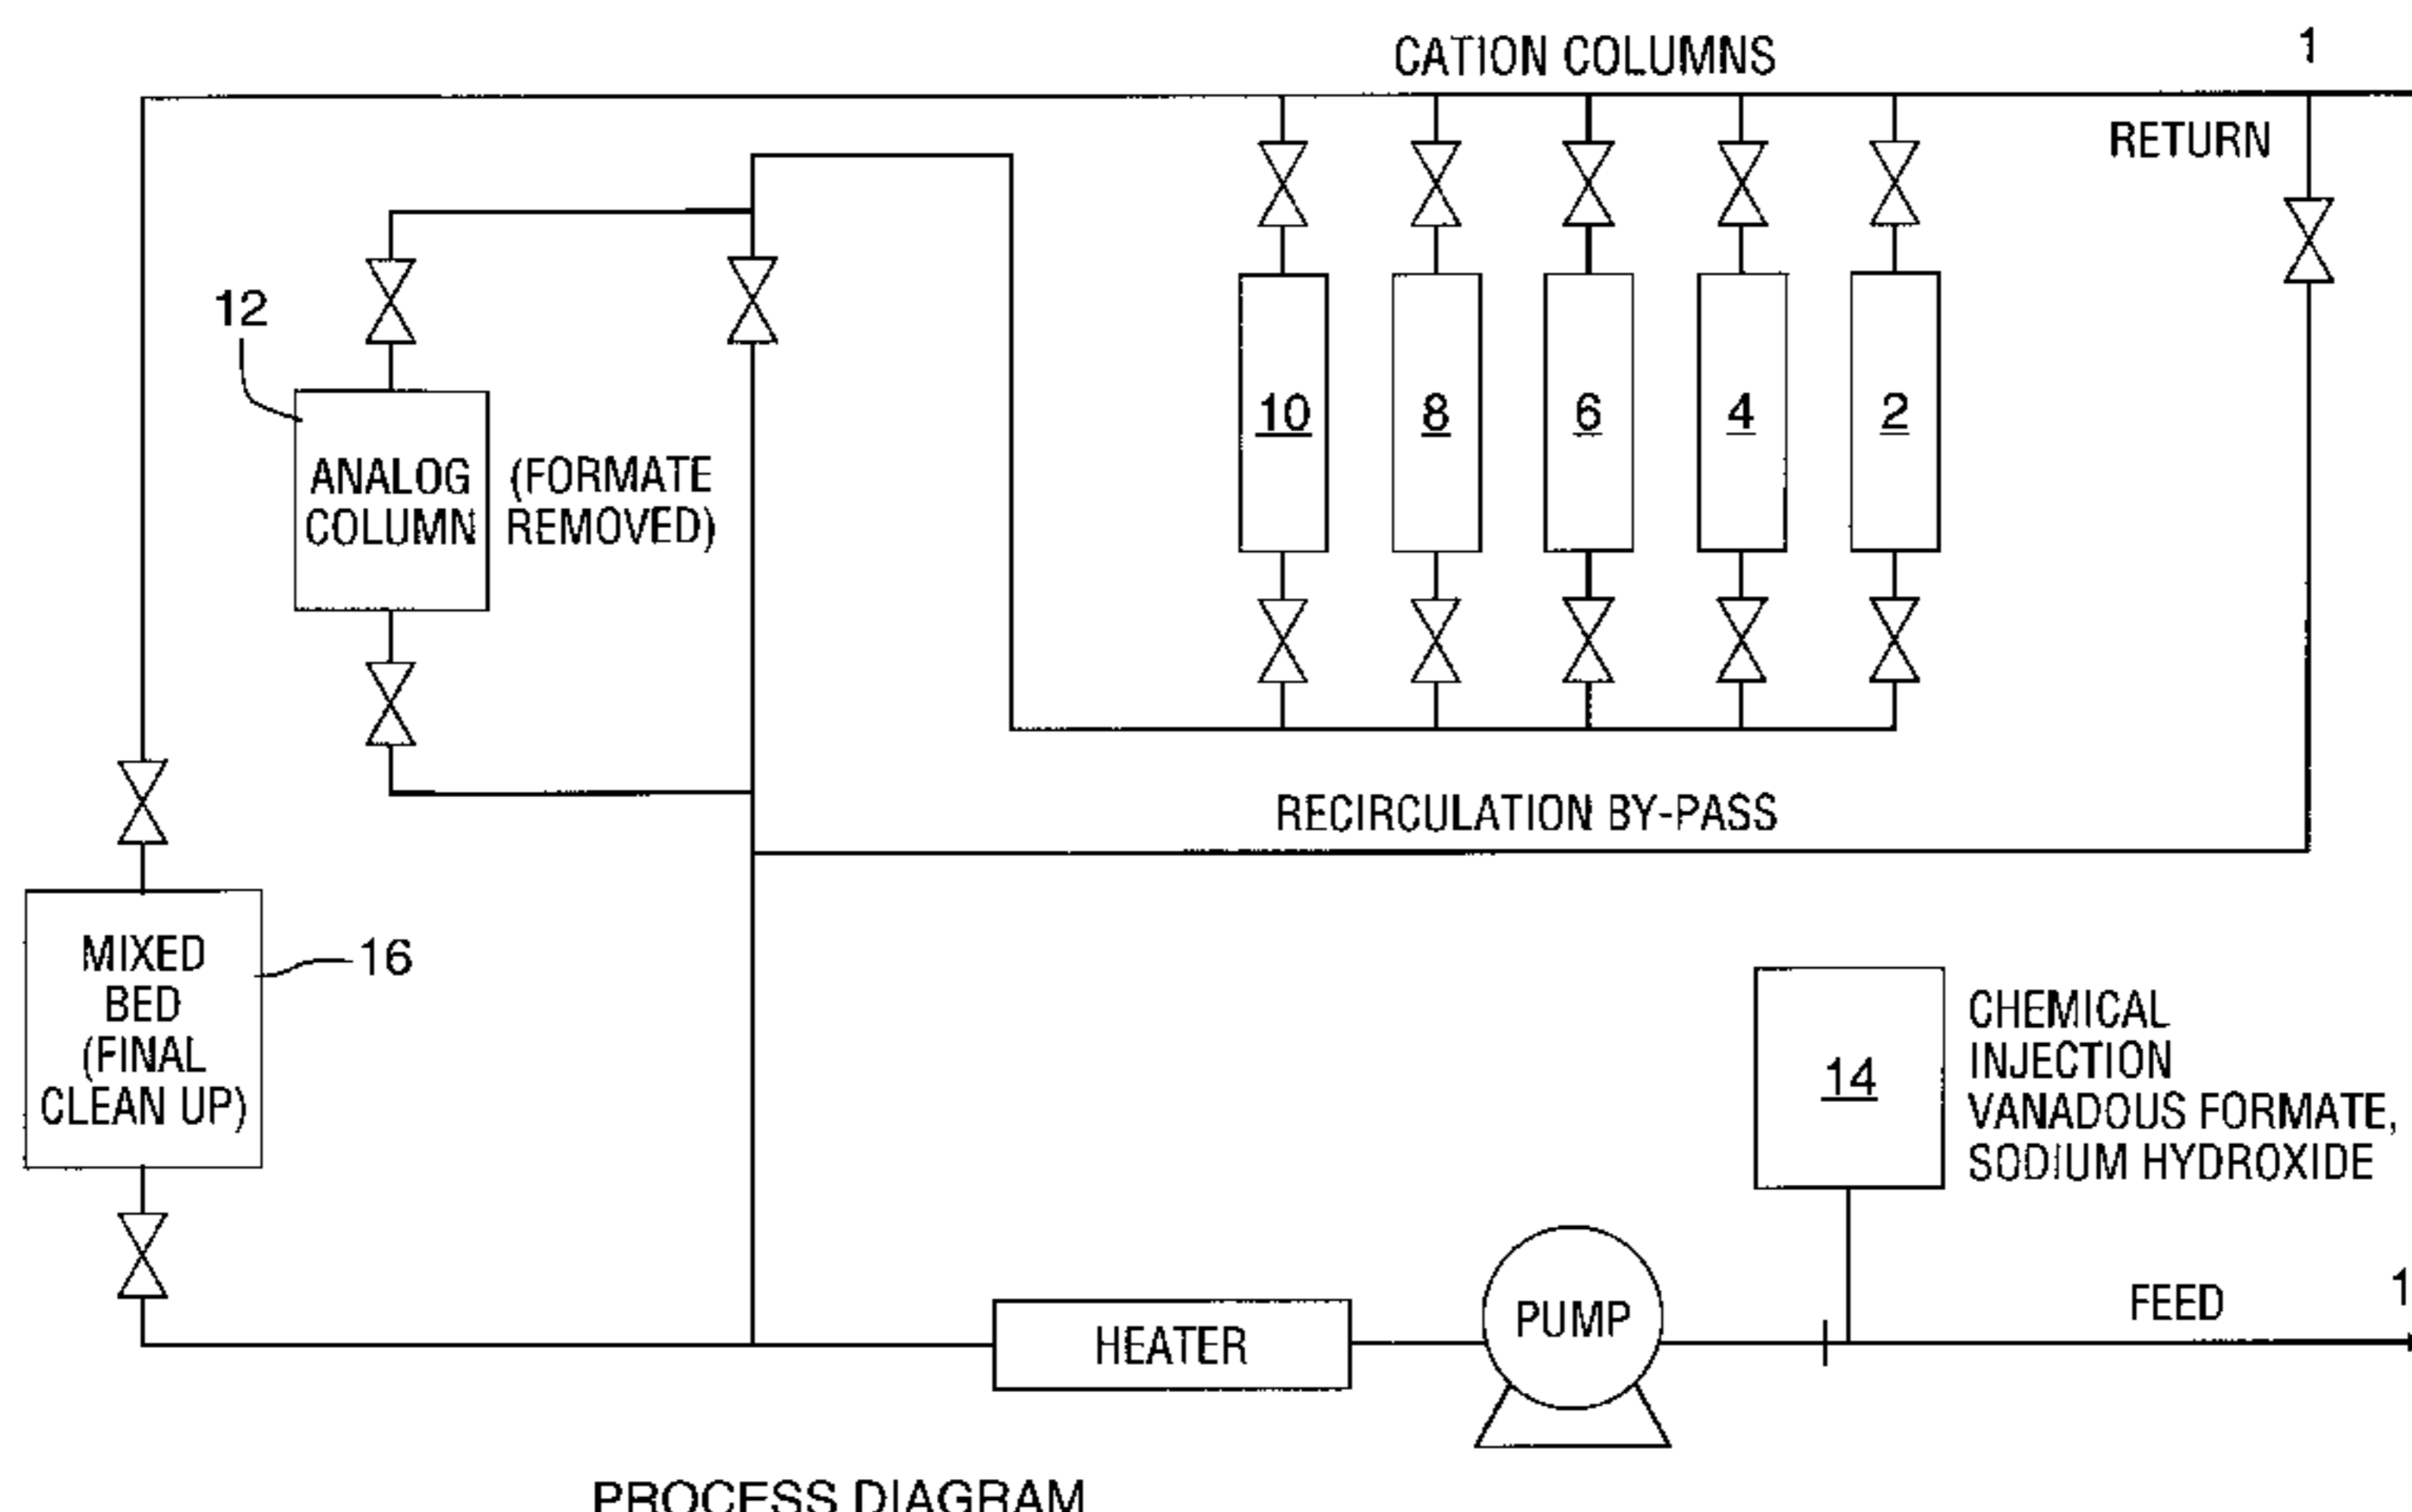 CATION COLUMNS
1
RETURN
12
ANALOG
COLUMN
(FORMATE
REMOVED)
10
8
6
4
2
RECIRCULATION BY-PASS
MIXED
BED
(FINAL
CLEAN UP)
16
14
CHEMICAL
INJECTION
VANADOUS FORMATE,
SODIUM HYDROXIDE
HEATER
PUMP
FEED
1
PROCESS DIAGRAM